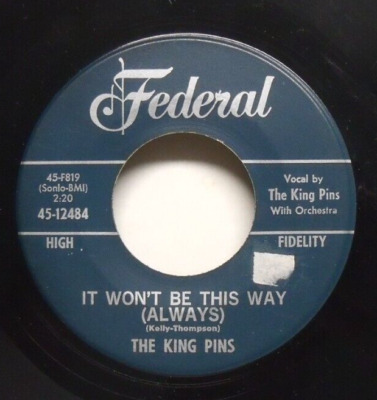 Federal
45-F819
(Sonlo-BMI)
2:20
45-12484
Vocal by
The King Pins
With Orchestra
HIGH FIDELITY
IT WON'T BE THIS WAY
(ALWAYS)
(Kelly-Thompson)
THE KING PINS